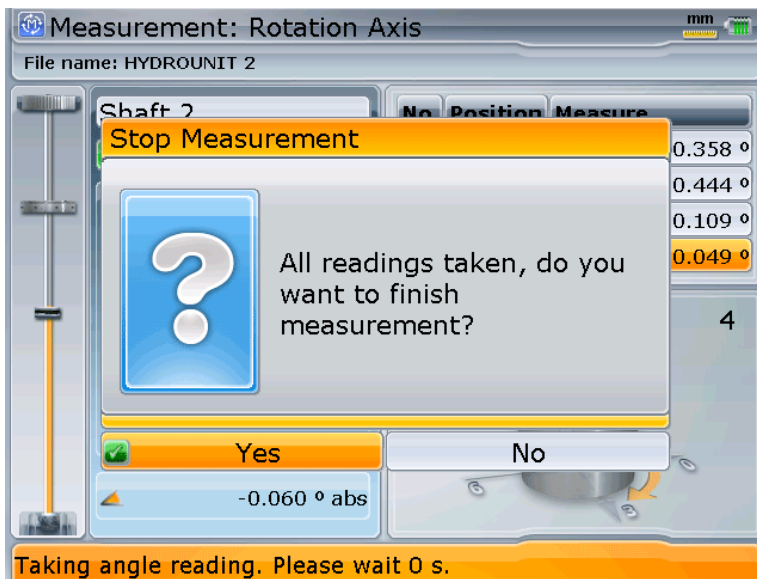 Measurement: Rotation Axis
mm
File name: HYDROUNIT 2
Shaft 2
No Position Measure
Stop Measurement
0.358 º
0.444 º
0.109 º
0.049 º
All readings taken, do you
want to finish
measurement?
4
Yes
No
-0.060 º abs
Taking angle reading. Please wait 0 s.